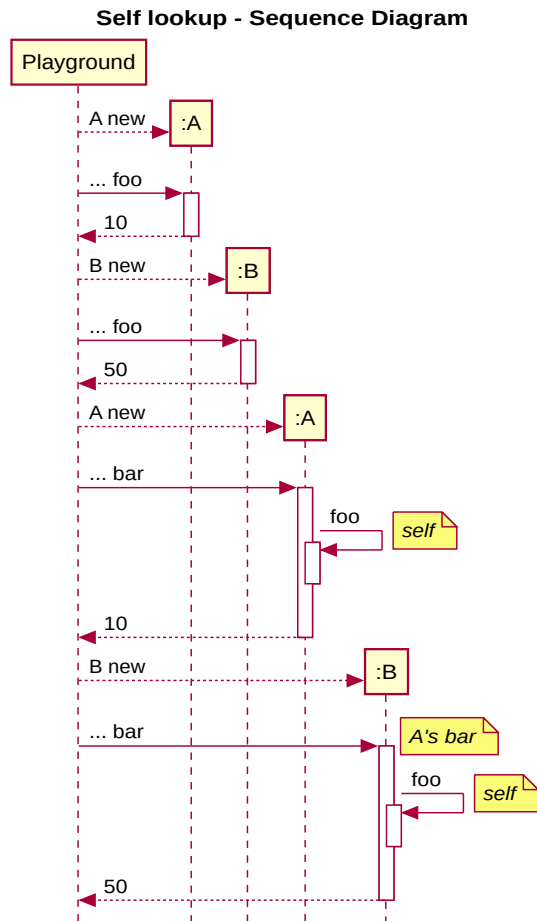 Self lookup - Sequence Diagram
Playground
A new
:A
... foo
10
B new
:B
... foo
50
A new
:A
... bar
foo
self
10
B new
:B
... bar
A's bar
foo
self
50